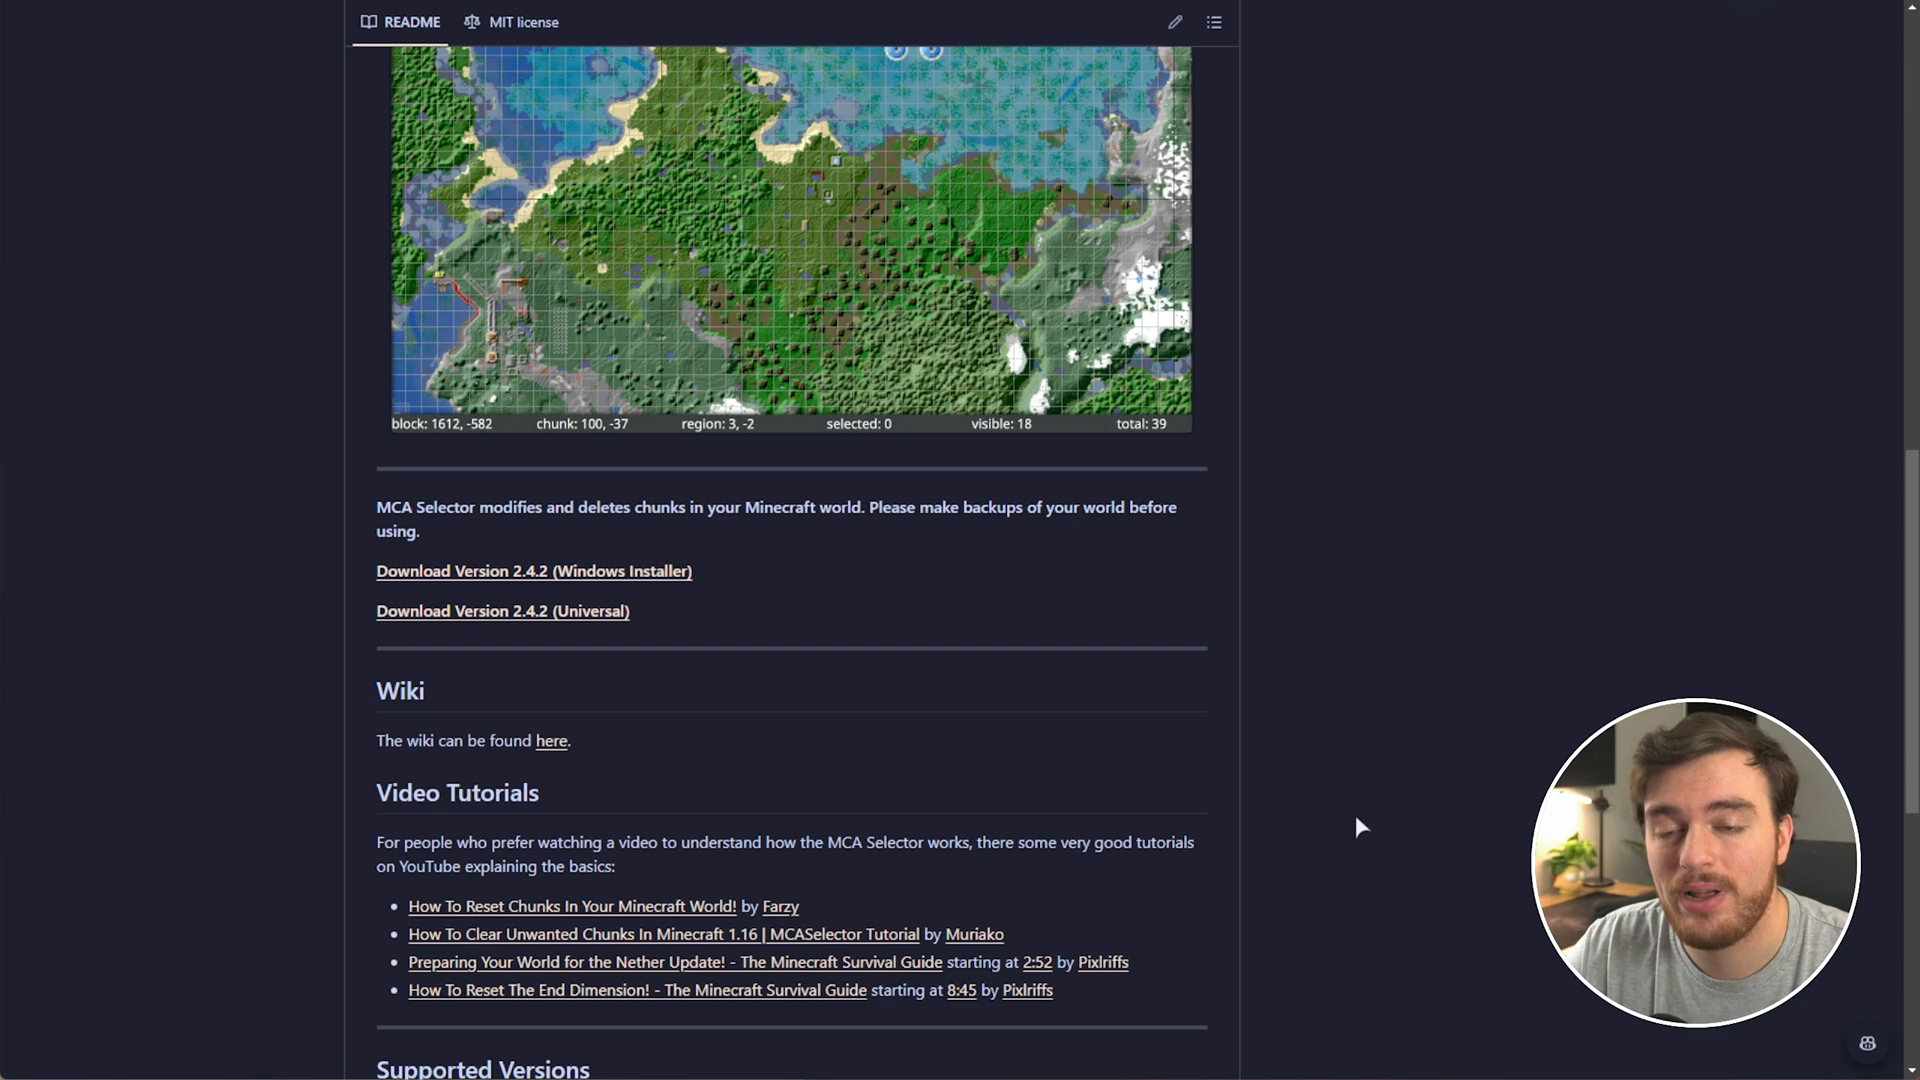 README MIT license
block: 1612, -582 chunk: 100, -37 region: 3, -2 selected: 0 visible: 18 total: 39
MCA Selector modifies and deletes chunks in your Minecraft world. Please make backups of your world before
using.
Download Version 2.4.2 (Windows Installer)
Download Version 2.4.2 (Universal)
Wiki
The wiki can be found here.
Video Tutorials
For people who prefer watching a video to understand how the MCA Selector works, there some very good tutorials
on YouTube explaining the basics:
• How To Reset Chunks In Your Minecraft World! by Farzy
• How To Clear Unwanted Chunks In Minecraft 1.16 | MCASelector Tutorial by Muriako
• Preparing Your World for the Nether Update! - The Minecraft Survival Guide starting at 2:52 by Pixlriffs
• How To Reset The End Dimension! - The Minecraft Survival Guide starting at 8:45 by Pixlriffs
Supported Versions